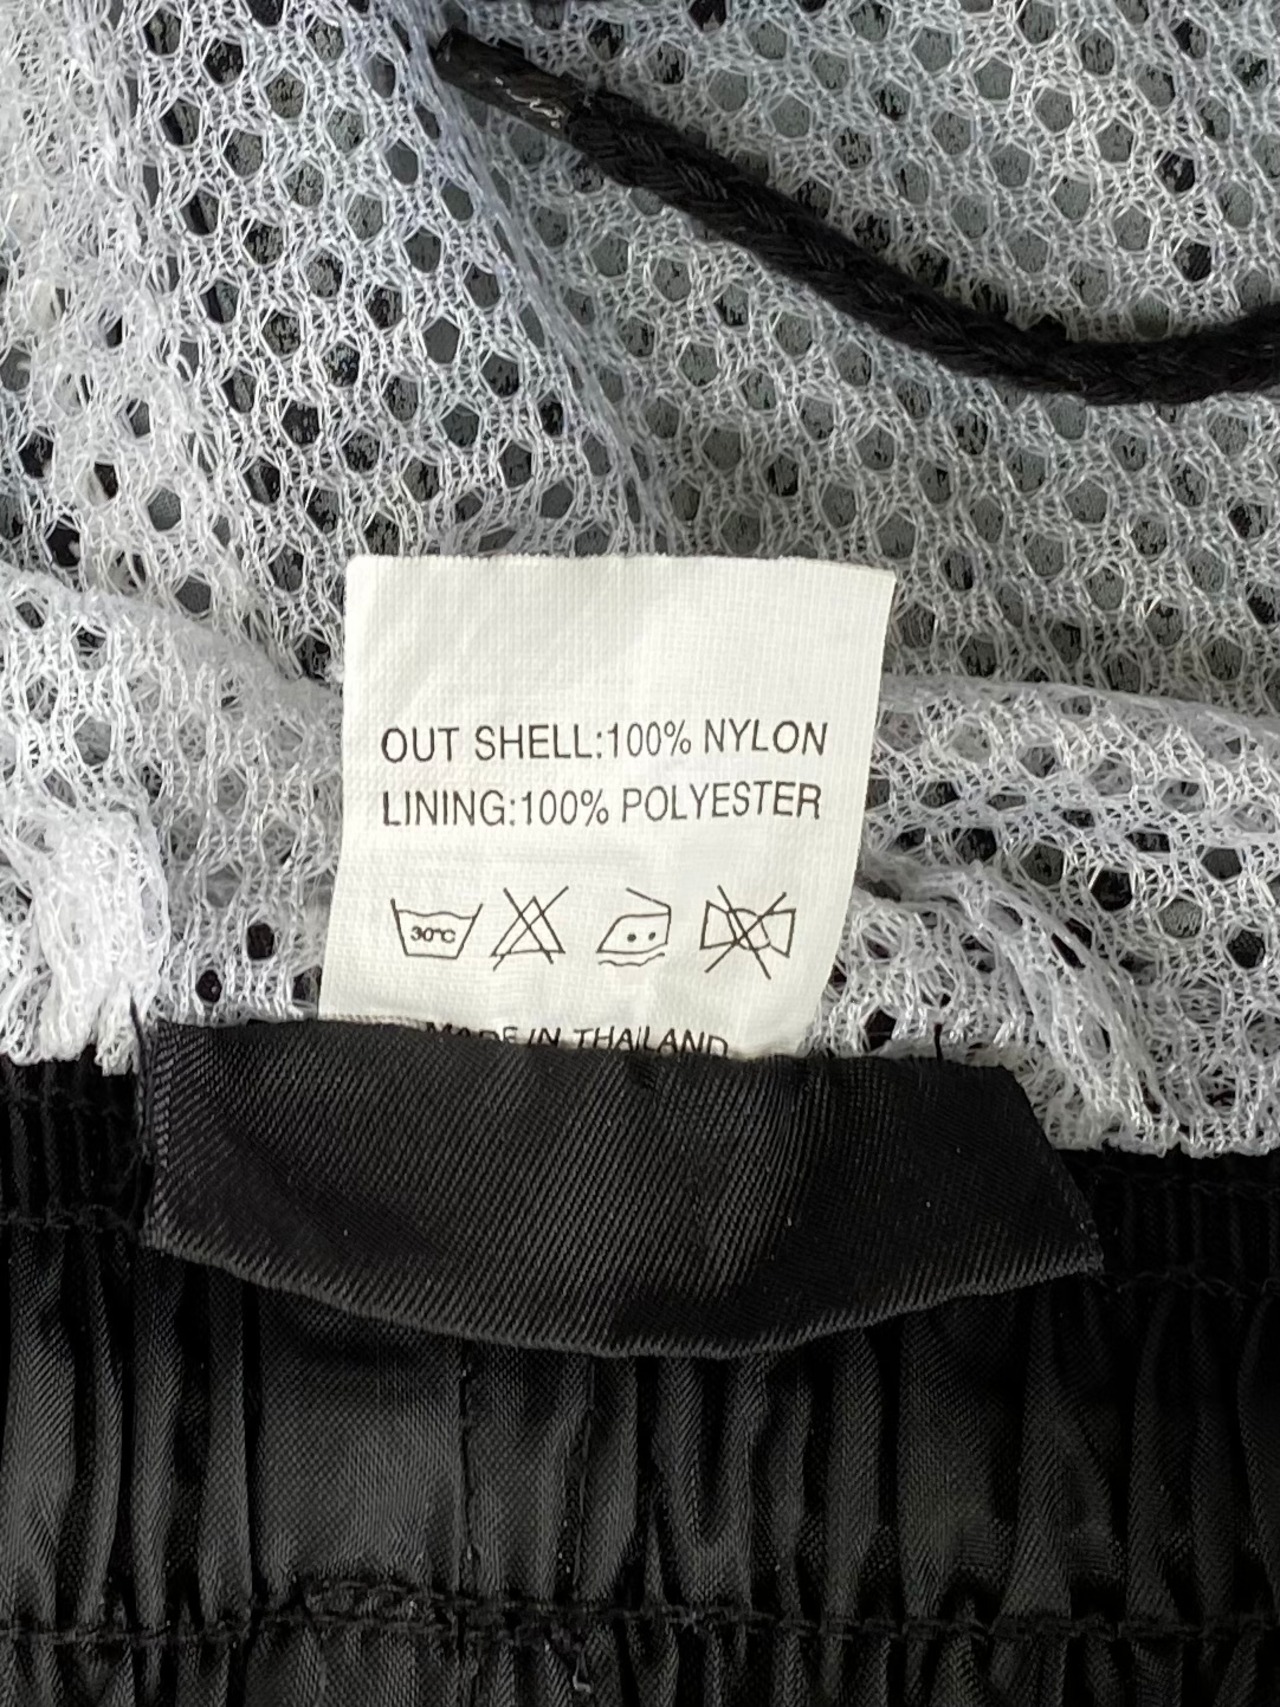 OUT SHELL:100% NYLON
LINING:100% POLYESTER
30°C
MADE IN THAILAND